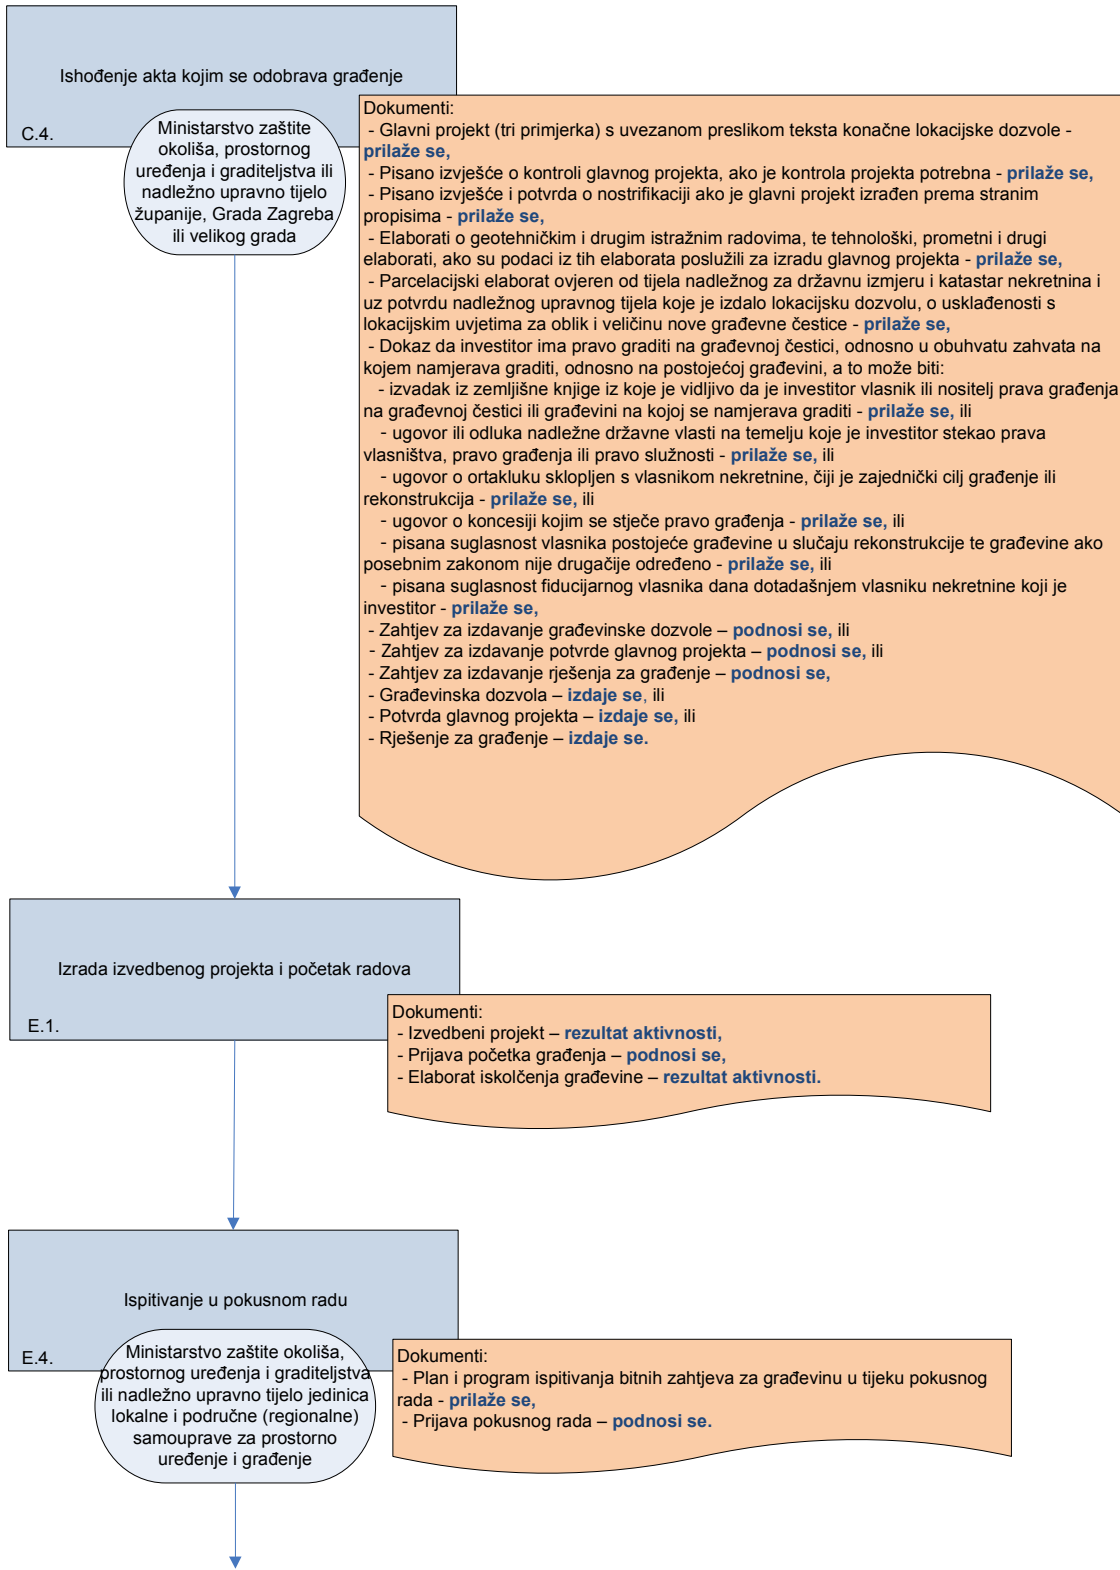 Ishođenje akta kojim se odobrava građenje
C.4.
Ministarstvo zaštite
okoliša, prostornog
uređenja i graditeljstva ili
nadležno upravno tijelo
županije, Grada Zagreba
ili velikog grada
Dokumenti:
- Glavni projekt (tri primjerka) s uvezanom preslikom teksta konačne lokacijske dozvole -
prilaže se,
- Pisano izvješće o kontroli glavnog projekta, ako je kontrola projekta potrebna - prilaže se,
- Pisano izvješće i potvrda o nostrifikaciji ako je glavni projekt izrađen prema stranim
propisima - prilaže se,
- Elaborati o geotehničkim i drugim istražnim radovima, te tehnološki, prometni i drugi
elaborati, ako su podaci iz tih elaborata poslužili za izradu glavnog projekta - prilaže se,
- Parcelacijski elaborat ovjeren od tijela nadležnog za državnu izmjeru i katastar nekretnina i
uz potvrdu nadležnog upravnog tijela koje je izdalo lokacijsku dozvolu, o usklađenosti s
lokacijskim uvjetima za oblik i veličinu nove građevne čestice - prilaže se,
- Dokaz da investitor ima pravo graditi na građevnoj čestici, odnosno u obuhvatu zahvata na
kojem namjerava graditi, odnosno na postojećoj građevini, a to može biti:
- izvadak iz zemljišne knjige iz koje je vidljivo da je investitor vlasnik ili nositelj prava građenja
na građevnoj čestici ili građevini na kojoj se namjerava graditi - prilaže se, ili
- ugovor ili odluka nadležne državne vlasti na temelju koje je investitor stekao prava
vlasništva, pravo građenja ili pravo služnosti - prilaže se, ili
- ugovor o ortakluku sklopljen s vlasnikom nekretnine, čiji je zajednički cilj građenje ili
rekonstrukcija - prilaže se, ili
- ugovor o koncesiji kojim se stječe pravo građenja - prilaže se, ili
- pisana suglasnost vlasnika postojeće građevine u slučaju rekonstrukcije te građevine ako
posebnim zakonom nije drugačije određeno - prilaže se, ili
- pisana suglasnost fiducijarnog vlasnika dana dotadašnjem vlasniku nekretnine koji je
investitor - prilaže se,
- Zahtjev za izdavanje građevinske dozvole – podnosi se, ili
- Zahtjev za izdavanje potvrde glavnog projekta – podnosi se, ili
- Zahtjev za izdavanje rješenja za građenje – podnosi se,
- Građevinska dozvola – izdaje se, ili
- Potvrda glavnog projekta – izdaje se, ili
- Rješenje za građenje – izdaje se.
Izrada izvedbenog projekta i početak radova
E.1.
Dokumenti:
- Izvedbeni projekt – rezultat aktivnosti,
- Prijava početka građenja – podnosi se,
- Elaborat iskolčenja građevine – rezultat aktivnosti.
Ispitivanje u pokusnom radu
E.4.
Ministarstvo zaštite okoliša,
prostornog uređenja i graditeljstva
ili nadležno upravno tijelo jedinica
lokalne i područne (regionalne)
samouprave za prostorno
uređenje i građenje
Dokumenti:
- Plan i program ispitivanja bitnih zahtjeva za građevinu u tijeku pokusnog
rada - prilaže se,
- Prijava pokusnog rada – podnosi se.